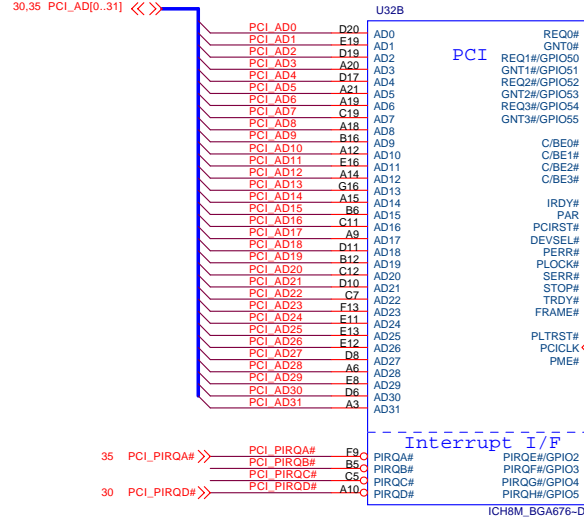 30,35 PCI_AD[0..31]
U32B
PCI
PCI_AD0 D20 AD0 REQ0#
PCI_AD1 E19 AD1 GNT0#
PCI_AD2 D19 AD2 REQ1#/GPIO50
PCI_AD3 A20 AD3 GNT1#/GPIO51
PCI_AD4 D17 AD4 REQ2#/GPIO52
PCI_AD5 A21 AD5 GNT2#/GPIO53
PCI_AD6 A19 AD6 REQ3#/GPIO54
PCI_AD7 C19 AD7 GNT3#/GPIO55
PCI_AD8 A18 AD8
PCI_AD9 B16 AD9 C/BE0#
PCI_AD10 A12 AD10 C/BE1#
PCI_AD11 E16 AD11 C/BE2#
PCI_AD12 A14 AD12 C/BE3#
PCI_AD13 G16 AD13
PCI_AD14 A15 AD14 IRDY#
PCI_AD15 B6 AD15 PAR
PCI_AD16 C11 AD16 PCIRST#
PCI_AD17 A9 AD17 DEVSEL#
PCI_AD18 D11 AD18 PERR#
PCI_AD19 B12 AD19 PLOCK#
PCI_AD20 C12 AD20 SERR#
PCI_AD21 D10 AD21 STOP#
PCI_AD22 C7 AD22 TRDY#
PCI_AD23 F13 AD23 FRAME#
PCI_AD24 E11 AD24
PCI_AD25 E13 AD25 PLTRST#
PCI_AD26 E12 AD26 PCICLK
PCI_AD27 D8 AD27 PME#
PCI_AD28 A6 AD28
PCI_AD29 E8 AD29
PCI_AD30 D6 AD30
PCI_AD31 A3 AD31
Interrupt I/F
35 PCI_PIRQA# PCI_PIRQA# F9 PIRQA# PIRQE#/GPIO2
PCI_PIRQB# B5 PIRQB# PIRQF#/GPIO3
PCI_PIRQC# C5 PIRQC# PIRQG#/GPIO4
30 PCI_PIRQD# PCI_PIRQD# A10 PIRQD# PIRQH#/GPIO5
ICH8M_BGA676~D